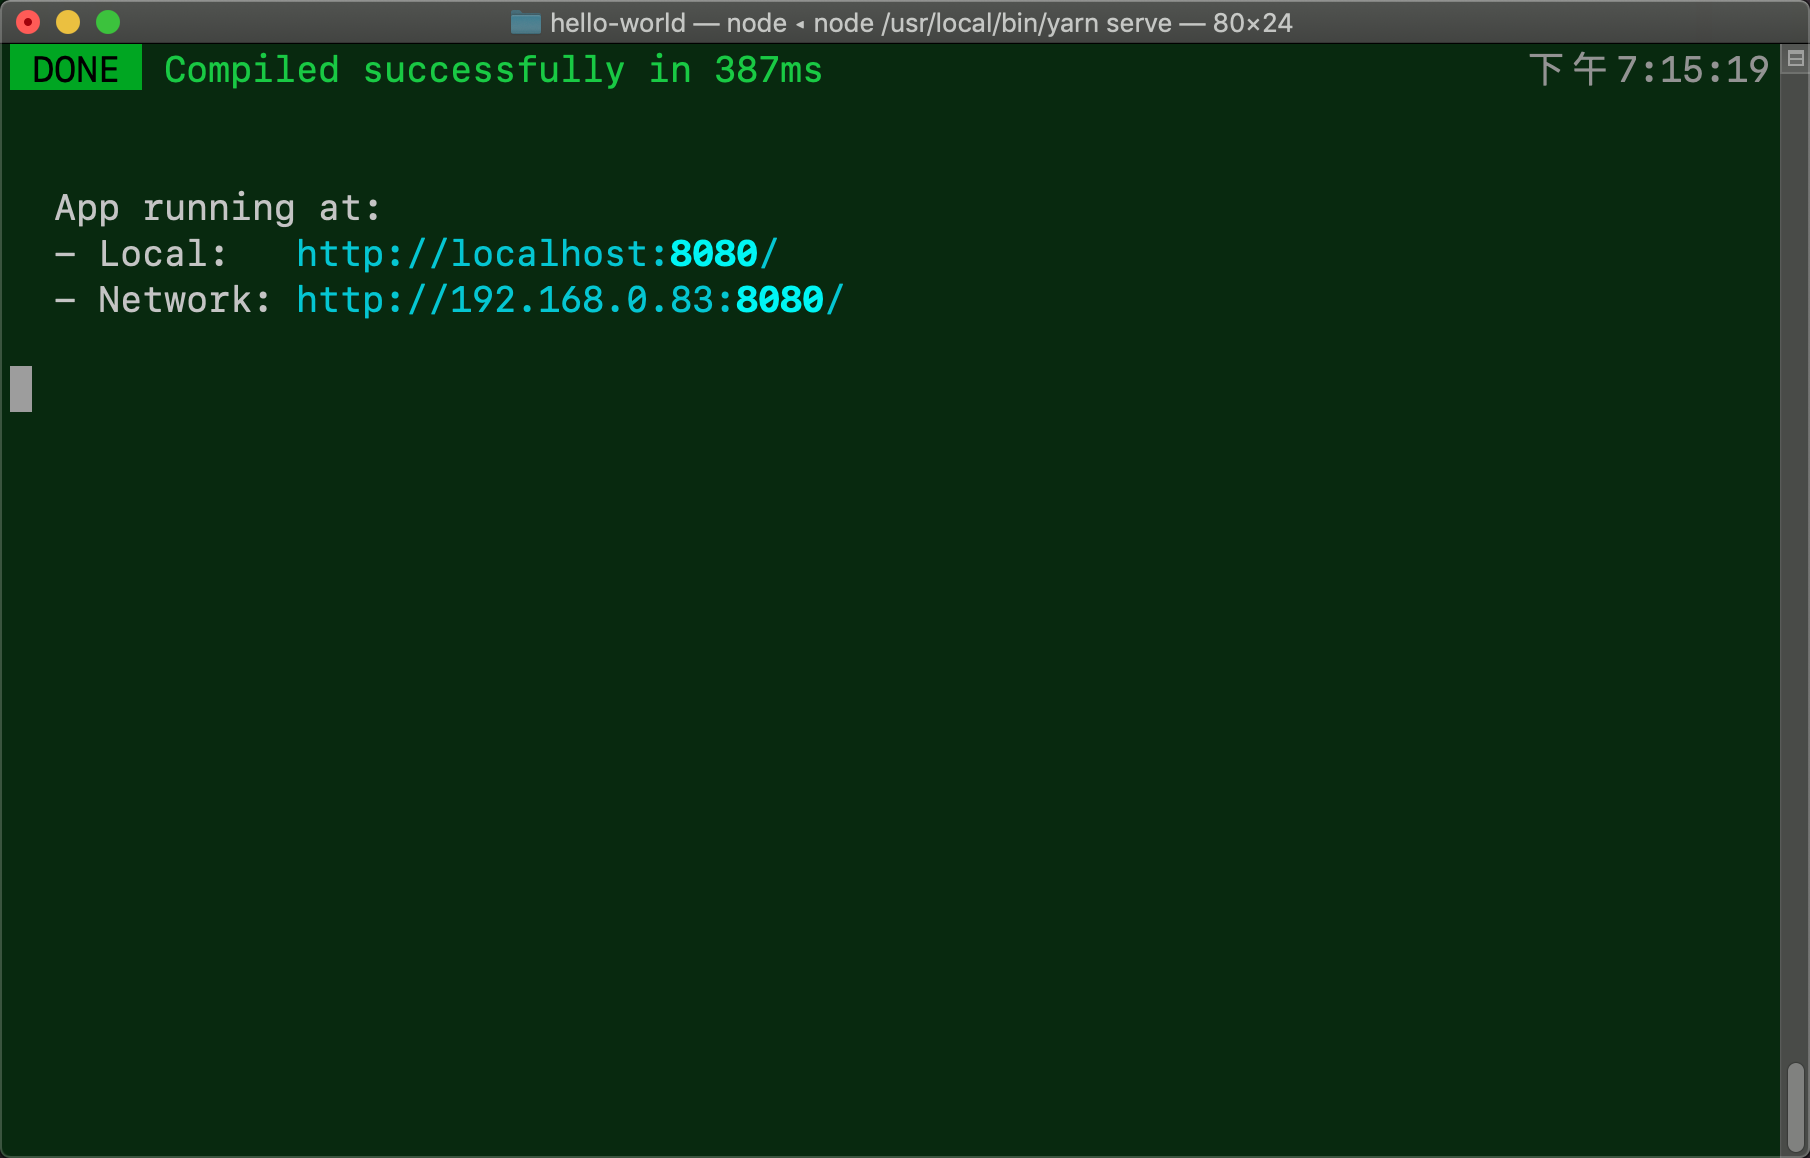 hello-world — node ◂ node /usr/local/bin/yarn serve — 80×24
DONE Compiled successfully in 387ms 下午7:15:19
App running at:
- Local: http://localhost:8080/
- Network: http://192.168.0.83:8080/